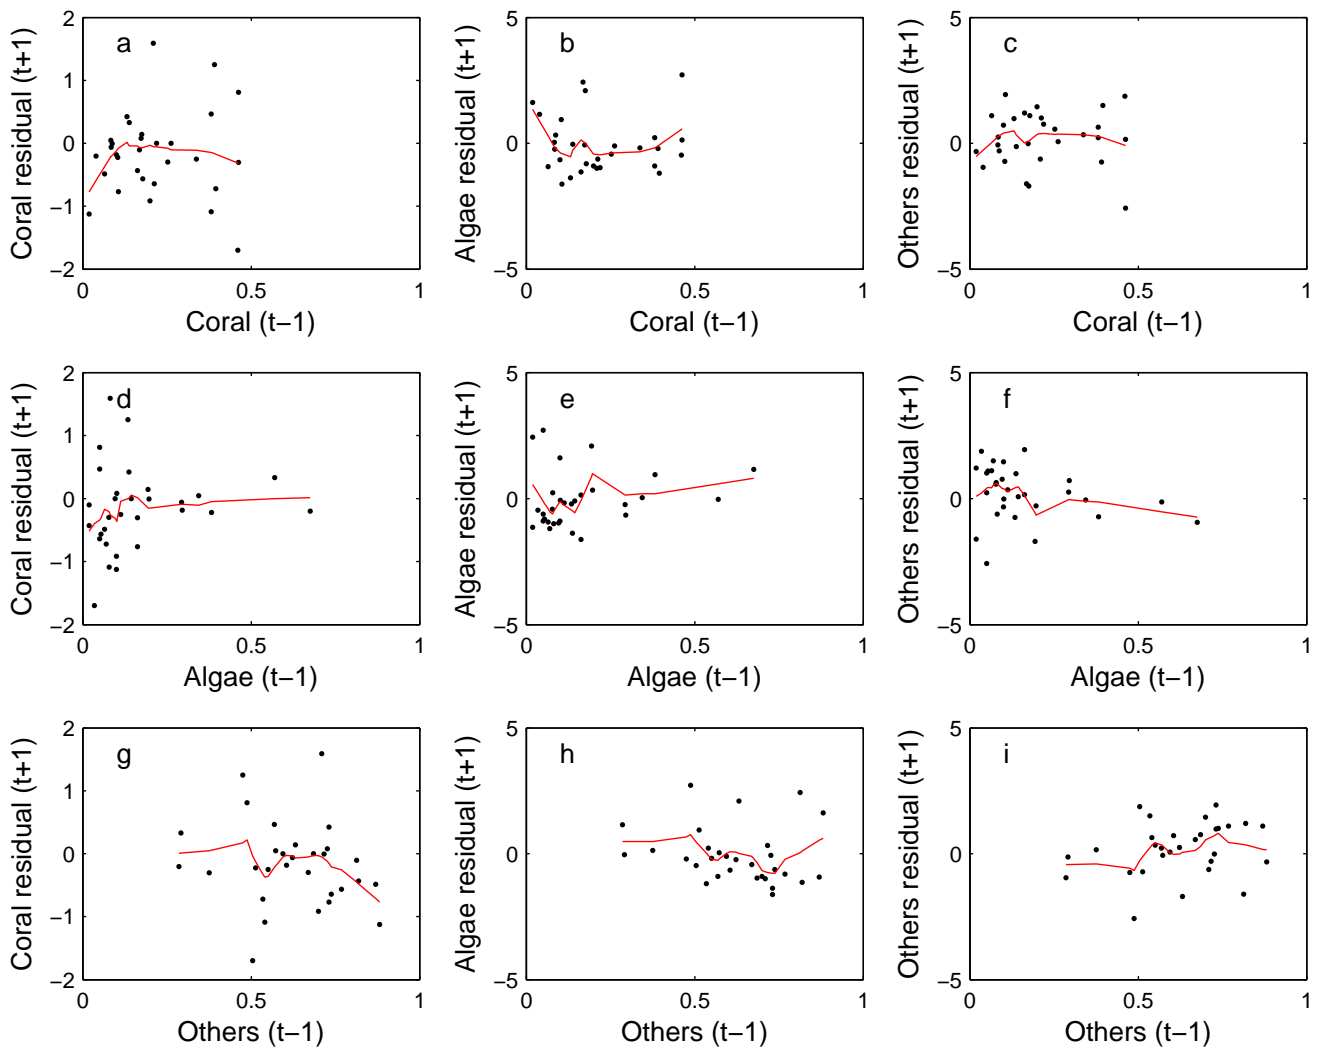 a
2
1
0
−1
−2
0
0.5
1
Coral residual (t+1)
Coral (t−1)
b
5
0
−5
0
0.5
1
Algae residual (t+1)
Coral (t−1)
c
5
0
−5
0
0.5
1
Others residual (t+1)
Coral (t−1)
d
2
1
0
−1
−2
0
0.5
1
Coral residual (t+1)
Algae (t−1)
e
5
0
−5
0
0.5
1
Algae residual (t+1)
Algae (t−1)
f
5
0
−5
0
0.5
1
Others residual (t+1)
Algae (t−1)
g
2
1
0
−1
−2
0
0.5
1
Coral residual (t+1)
Others (t−1)
h
5
0
−5
0
0.5
1
Algae residual (t+1)
Others (t−1)
i
5
0
−5
0
0.5
1
Others residual (t+1)
Others (t−1)